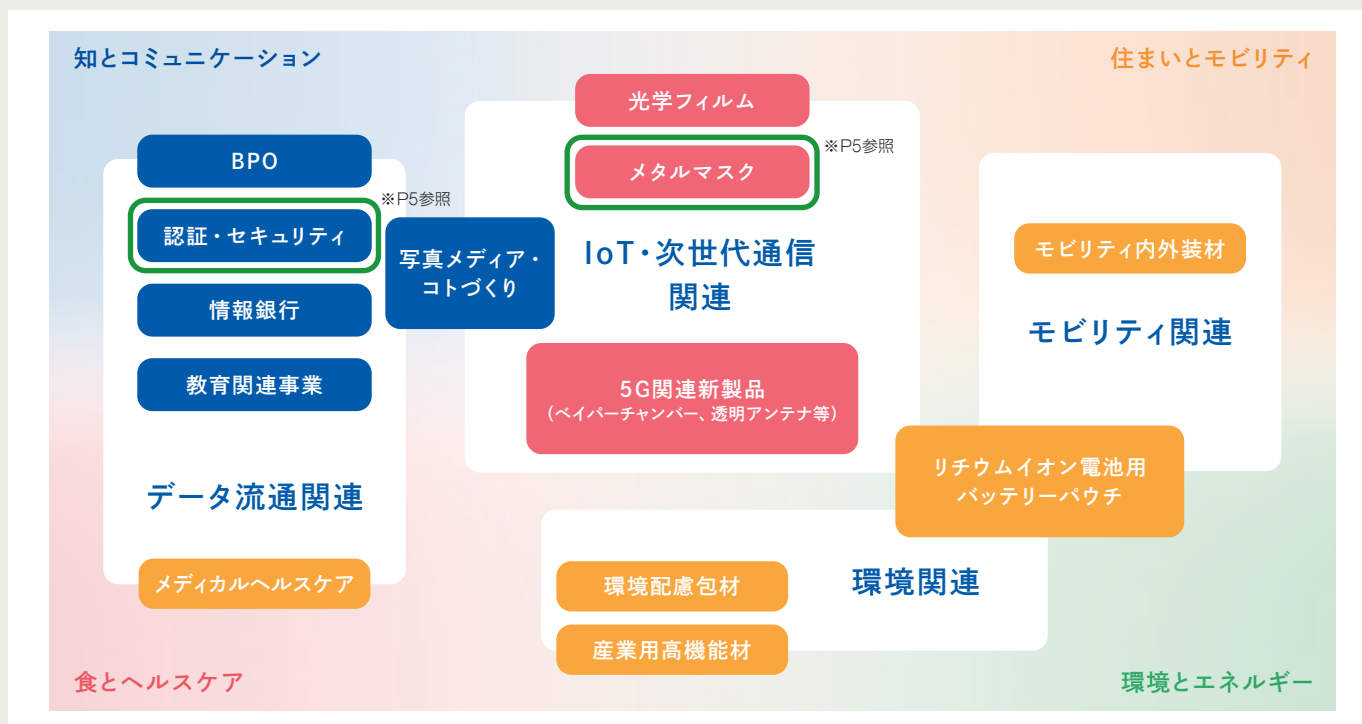 知とコミュニケーション
住まいとモビリティ
光学フィルム
※P5参照
メタルマスク
BPO
※P5参照
認証・セキュリティ
写真メディア・
コトづくり
IoT・次世代通信
関連
モビリティ内外装材
情報銀行
モビリティ関連
教育関連事業
5G関連新製品
(ベイパーチャンバー、透明アンテナ等)
リチウムイオン電池用
バッテリーパウチ
データ流通関連
メディカルヘルスケア
環境配慮包材
環境関連
産業用高機能材
食とヘルスケア
環境とエネルギー